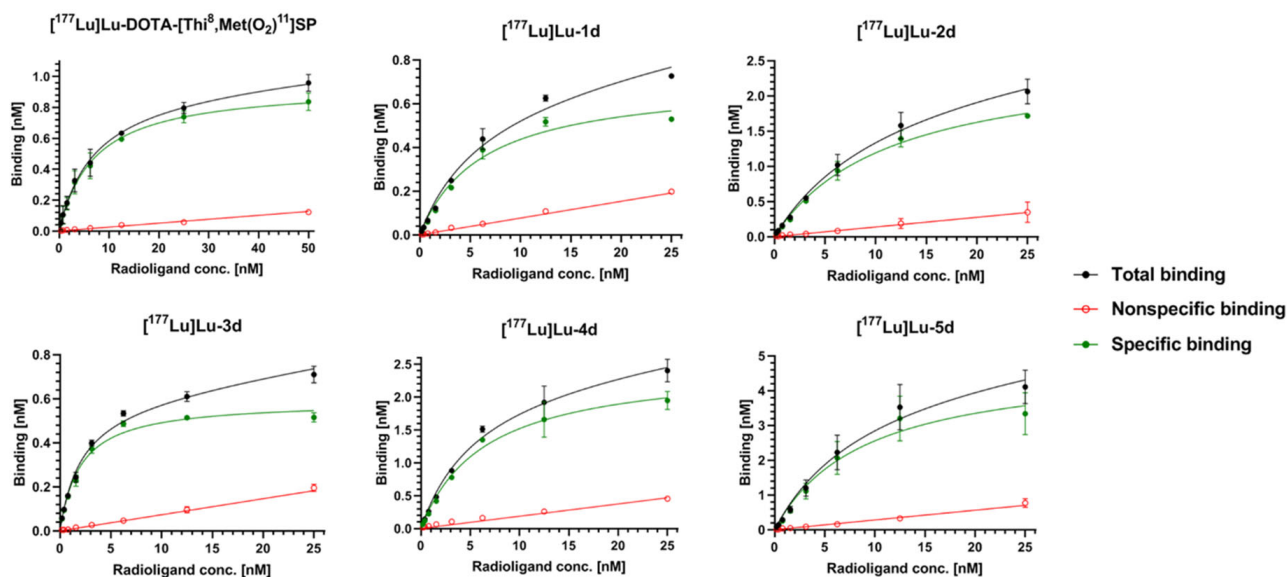 [¹⁷⁷Lu]Lu-DOTA-[Thi⁸,Met(O₂)¹¹]SP
Binding [nM]
1.0
0.8
0.6
0.4
0.2
0.0
0 10 20 30 40 50
Radioligand conc. [nM]
[¹⁷⁷Lu]Lu-1d
Binding [nM]
0.8
0.6
0.4
0.2
0.0
0 5 10 15 20 25
Radioligand conc. [nM]
[¹⁷⁷Lu]Lu-2d
Binding [nM]
2.5
2.0
1.5
1.0
0.5
0.0
0 5 10 15 20 25
Radioligand conc. [nM]
Total binding
Nonspecific binding
Specific binding
[¹⁷⁷Lu]Lu-3d
Binding [nM]
0.8
0.6
0.4
0.2
0.0
0 5 10 15 20 25
Radioligand conc. [nM]
[¹⁷⁷Lu]Lu-4d
Binding [nM]
2.5
2.0
1.5
1.0
0.5
0.0
0 5 10 15 20 25
Radioligand conc. [nM]
[¹⁷⁷Lu]Lu-5d
Binding [nM]
5
4
3
2
1
0
0 5 10 15 20 25
Radioligand conc. [nM]